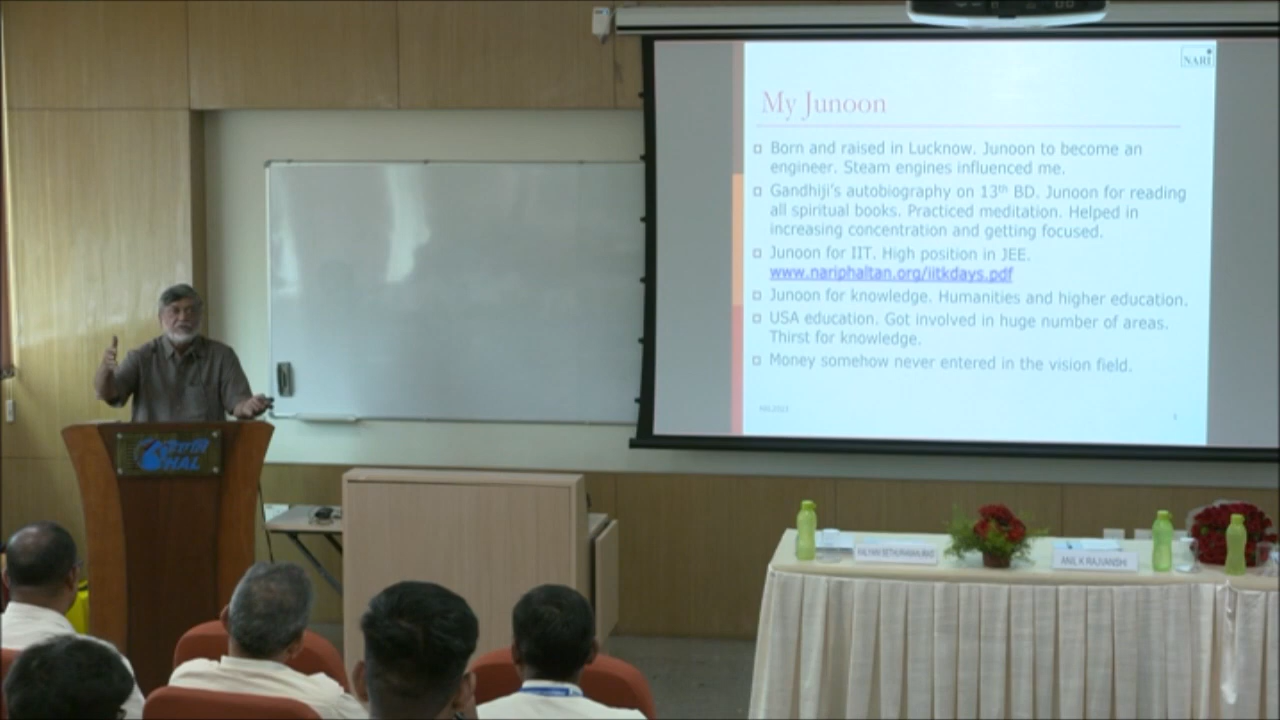 NARI
My Junoon
Born and raised in Lucknow. Junoon to become an
engineer. Steam engines influenced me.
Gandhiji's autobiography on 13th BD. Junoon for reading
all spiritual books. Practiced meditation. Helped in
increasing concentration and getting focused.
Junoon for IIT. High position in JEE.
www.nariphaltan.org/iitkdays.pdf
Junoon for knowledge. Humanities and higher education.
USA education. Got involved in huge number of areas.
Thirst for knowledge.
Money somehow never entered in the vision field.
HAL
ANIL K RAJVANSHI